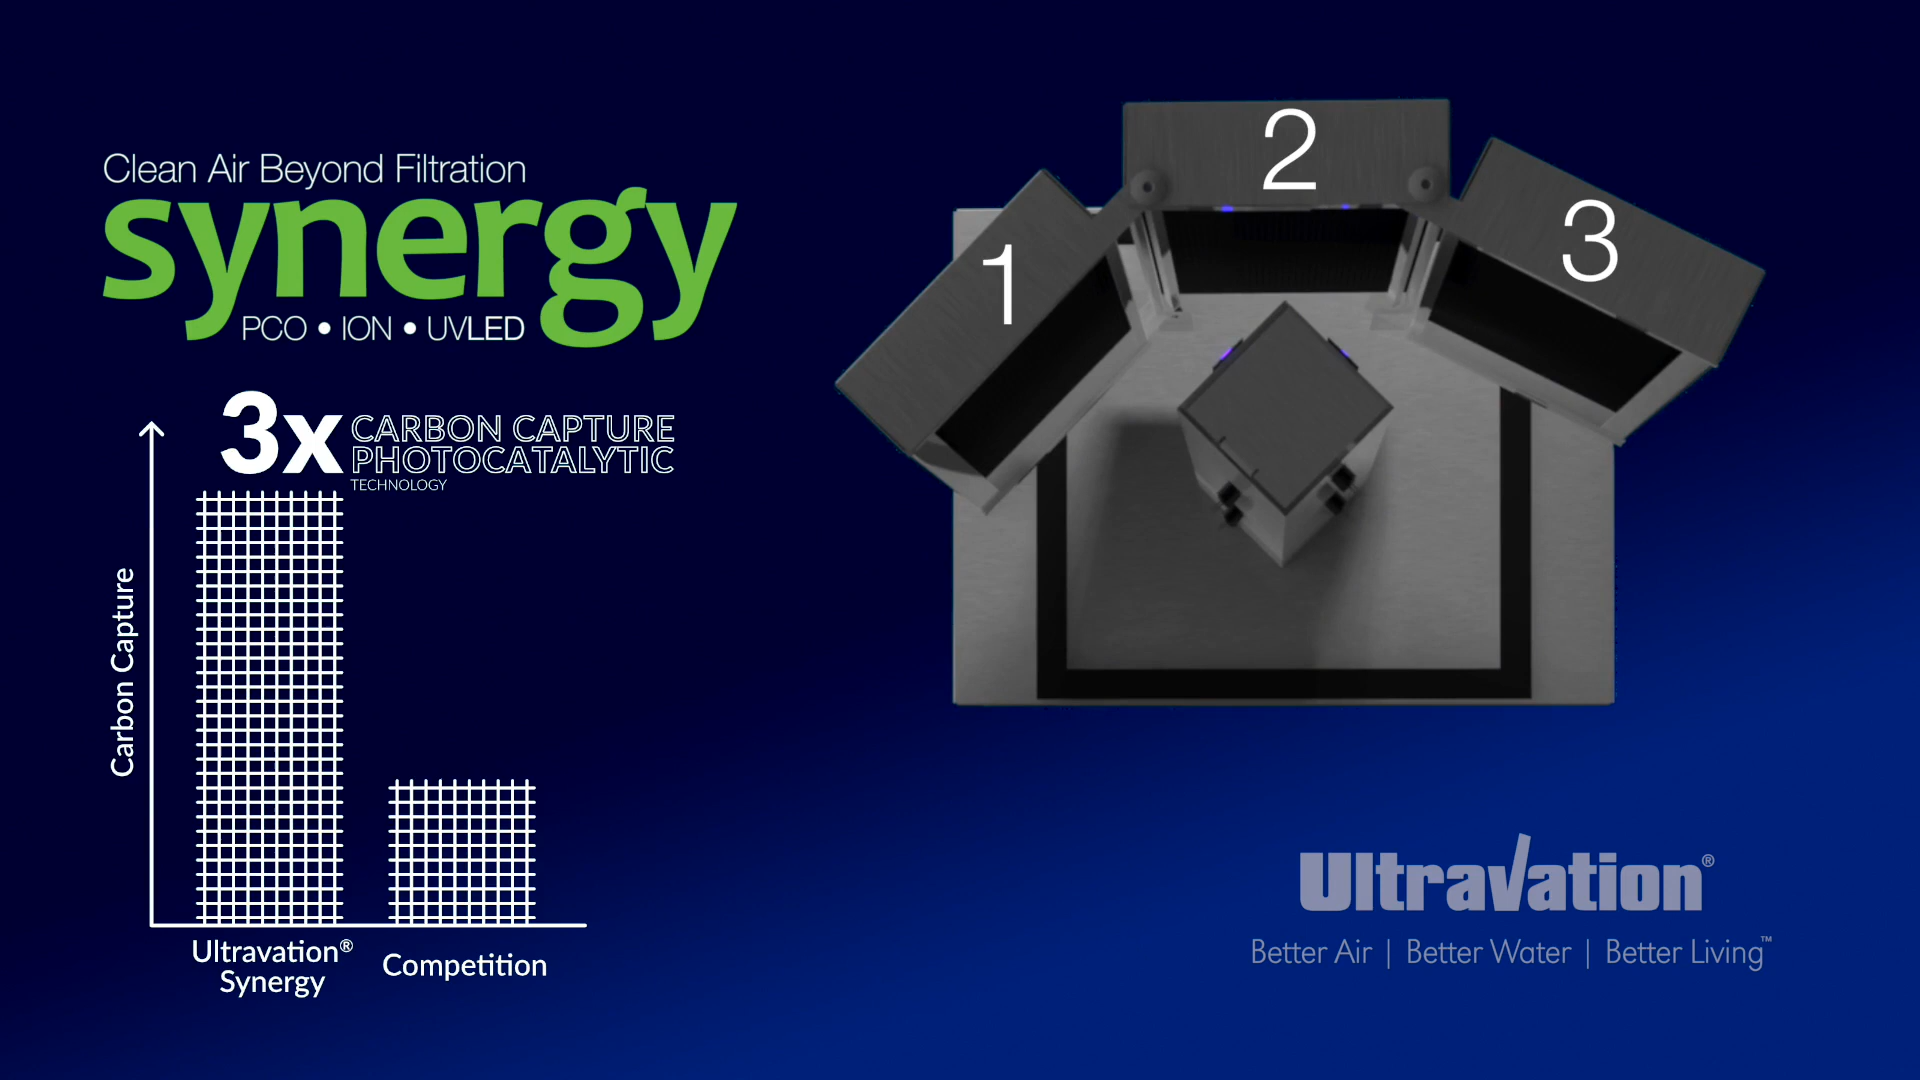 Clean Air Beyond Filtration
synergy
PCO • ION • UVLED
3x CARBON CAPTURE
PHOTOCATALYTIC
TECHNOLOGY
Carbon Capture
Ultravation®
Synergy
Competition
1
2
3
Ultravation®
Better Air | Better Water | Better Living™